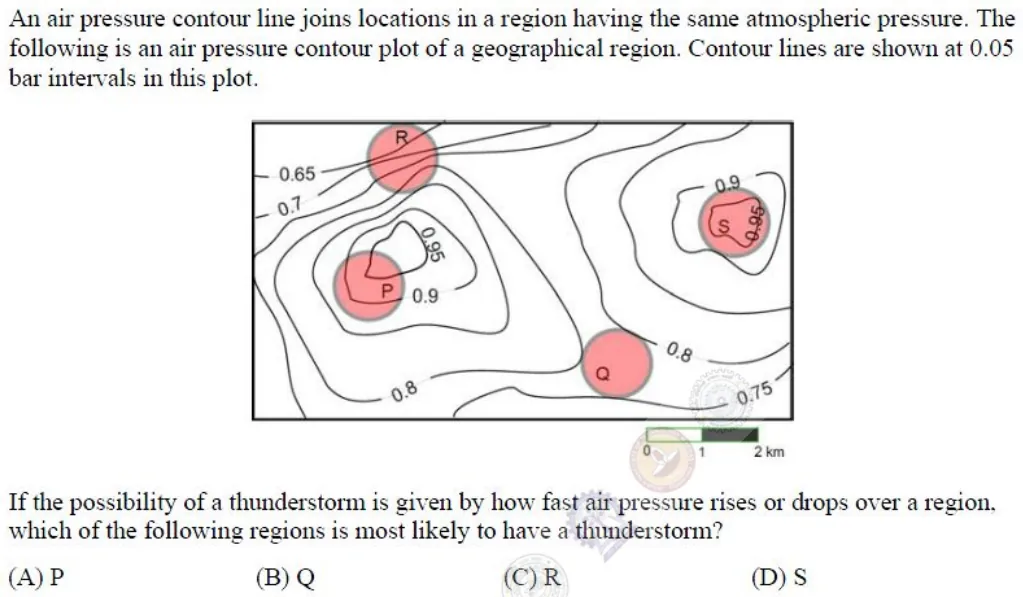 An air pressure contour line joins locations in a region having the same atmospheric pressure. The
following is an air pressure contour plot of a geographical region. Contour lines are shown at 0.05
bar intervals in this plot.
R
0.65
0.9
0.7
S
0.95
0.95
P
0.9
0.8
Q
0.8
0.75
0 1 2 km
If the possibility of a thunderstorm is given by how fast air pressure rises or drops over a region,
which of the following regions is most likely to have a thunderstorm?
(A) P (B) Q (C) R (D) S